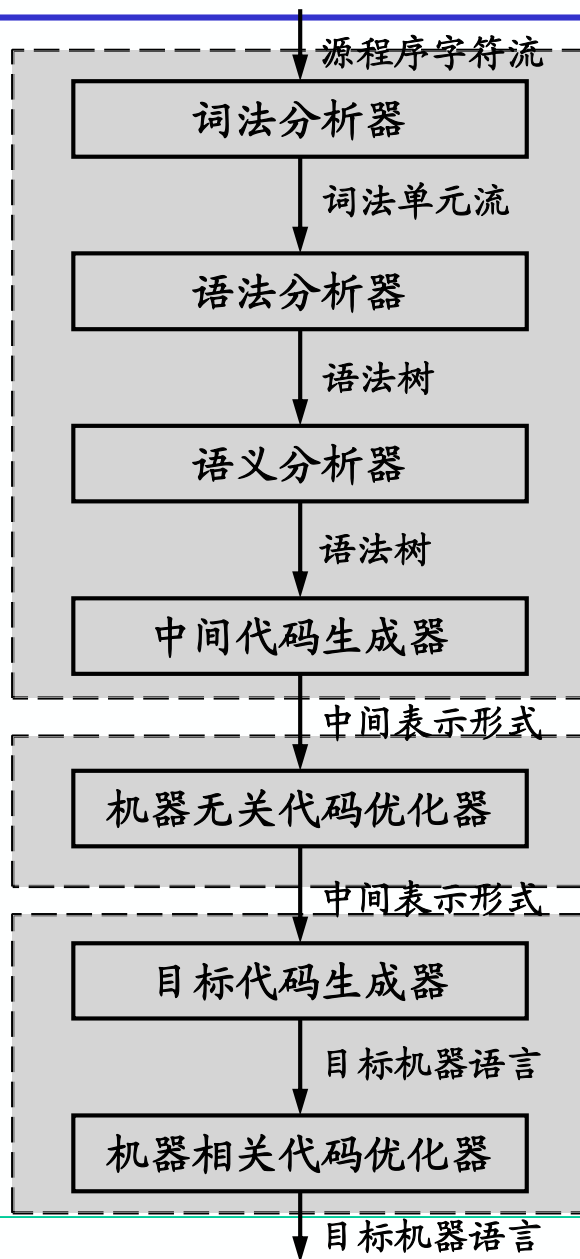 源程序字符流
词法分析器
词法单元流
语法分析器
语法树
语义分析器
语法树
中间代码生成器
中间表示形式
机器无关代码优化器
中间表示形式
目标代码生成器
目标机器语言
机器相关代码优化器
目标机器语言